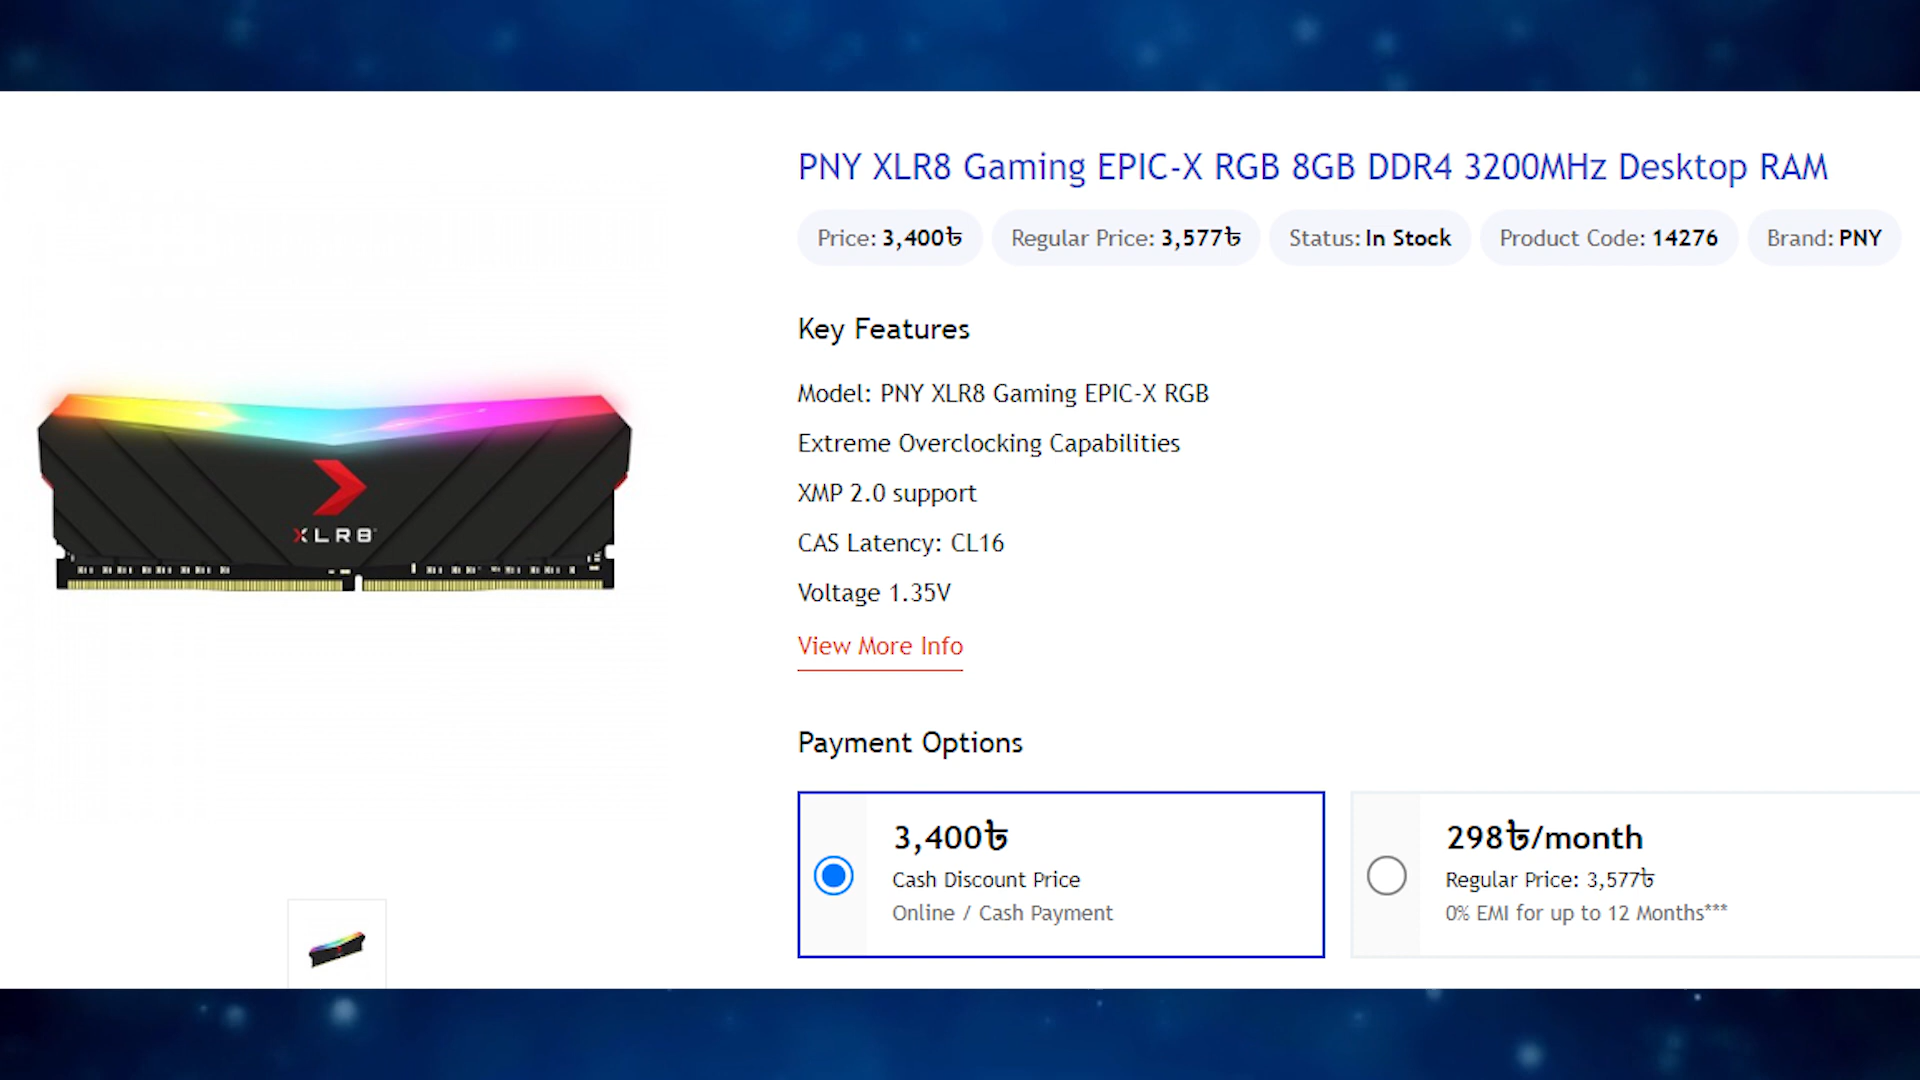 PNY XLR8 Gaming EPIC-X RGB 8GB DDR4 3200MHz Desktop RAM
Price: 3,400৳ Regular Price: 3,577৳ Status: In Stock Product Code: 14276 Brand: PNY
Key Features
Model: PNY XLR8 Gaming EPIC-X RGB
Extreme Overclocking Capabilities
XMP 2.0 support
CAS Latency: CL16
Voltage 1.35V
View More Info
Payment Options
3,400৳
Cash Discount Price
Online / Cash Payment
298৳/month
Regular Price: 3,577৳
0% EMI for up to 12 Months***
XLR8